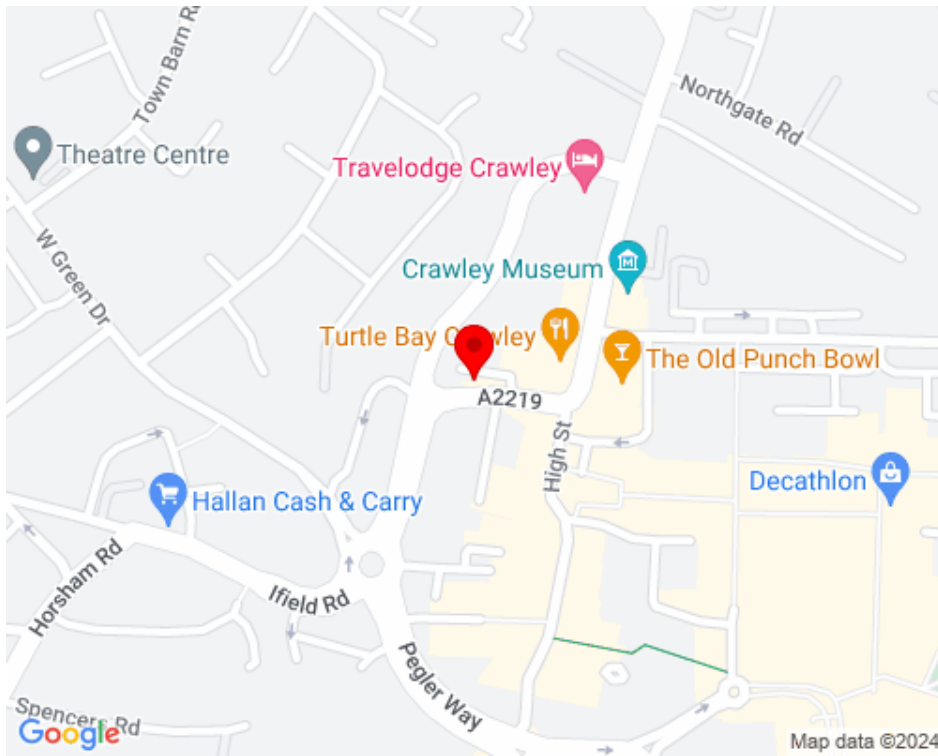 Town Barn Rd
Northgate Rd
Theatre Centre
Travelodge Crawley
W Green Dr
Crawley Museum
Turtle Bay Crawley
The Old Punch Bowl
A2219
High St
Decathlon
Hallan Cash & Carry
Horsham Rd
Ifield Rd
Pegler Way
Spencers Rd
Google
Map data ©2024